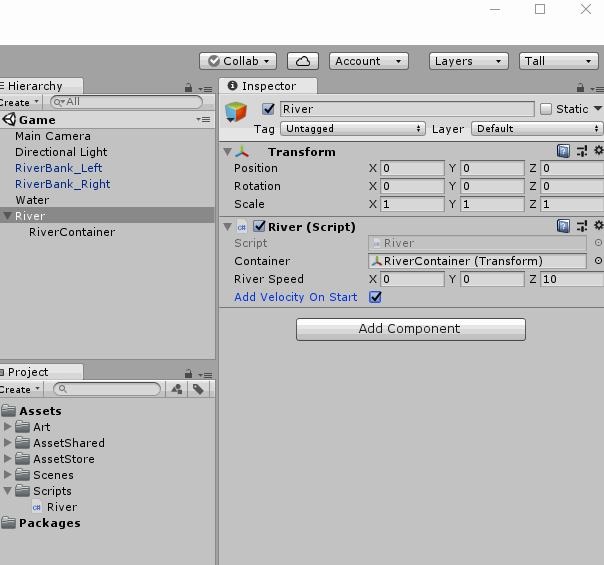 Collab Account Layers Tall
Hierarchy
Create All
Game
Main Camera
Directional Light
RiverBank_Left
RiverBank_Right
Water
River
RiverContainer
Project
Create
Assets
Art
AssetShared
AssetStore
Scenes
Scripts
C# River
Packages
Inspector
River Static
Tag Untagged Layer Default
Transform
Position X 0 Y 0 Z 0
Rotation X 0 Y 0 Z 0
Scale X 1 Y 1 Z 1
C# River (Script)
Script River
Container RiverContainer (Transform)
River Speed X 0 Y 0 Z 10
Add Velocity On Start
Add Component